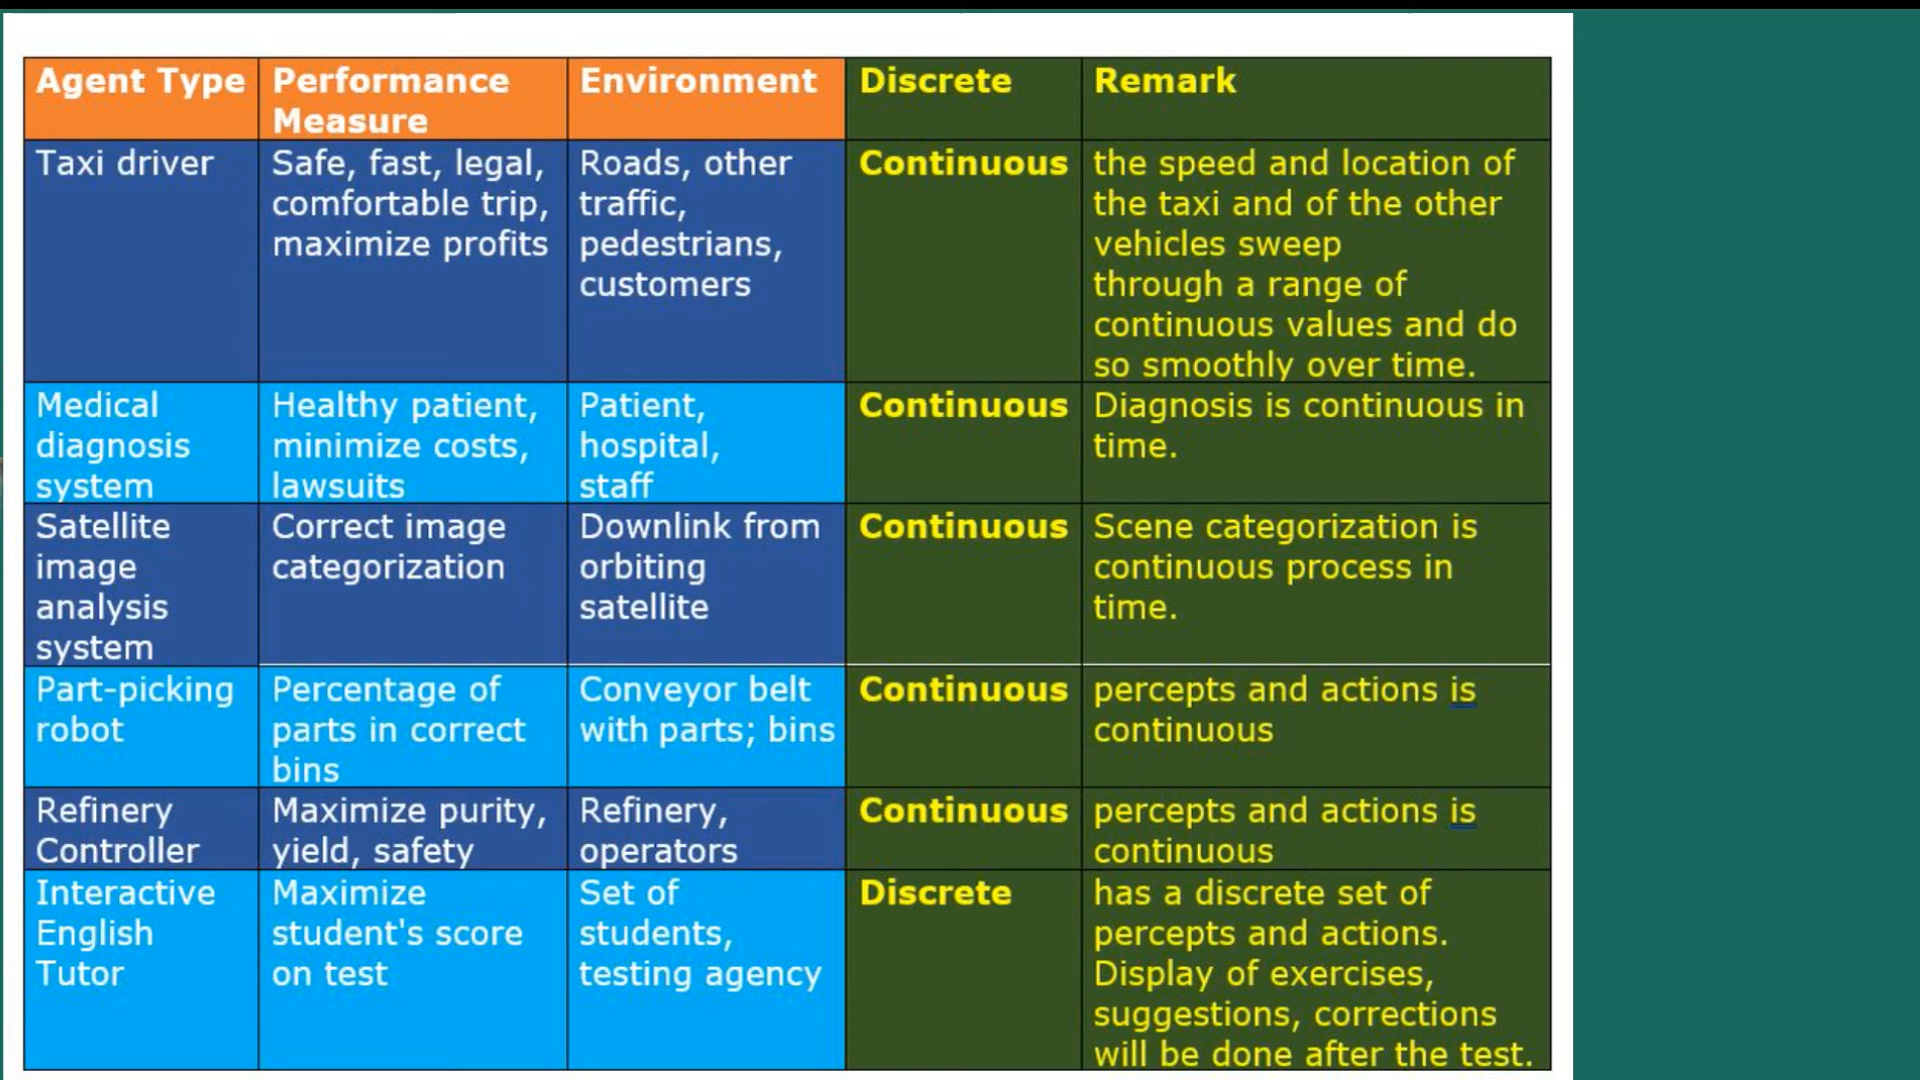 Agent Type
Performance
Measure
Environment
Discrete
Remark
Taxi driver
Safe, fast, legal,
comfortable trip,
maximize profits
Roads, other
traffic,
pedestrians,
customers
Continuous
the speed and location of
the taxi and of the other
vehicles sweep
through a range of
continuous values and do
so smoothly over time.
Medical
diagnosis
system
Healthy patient,
minimize costs,
lawsuits
Patient,
hospital,
staff
Continuous
Diagnosis is continuous in
time.
Satellite
image
analysis
system
Correct image
categorization
Downlink from
orbiting
satellite
Continuous
Scene categorization is
continuous process in
time.
Part-picking
robot
Percentage of
parts in correct
bins
Conveyor belt
with parts; bins
Continuous
percepts and actions is
continuous
Refinery
Controller
Maximize purity,
yield, safety
Refinery,
operators
Continuous
percepts and actions is
continuous
Interactive
English
Tutor
Maximize
student's score
on test
Set of
students,
testing agency
Discrete
has a discrete set of
percepts and actions.
Display of exercises,
suggestions, corrections
will be done after the test.